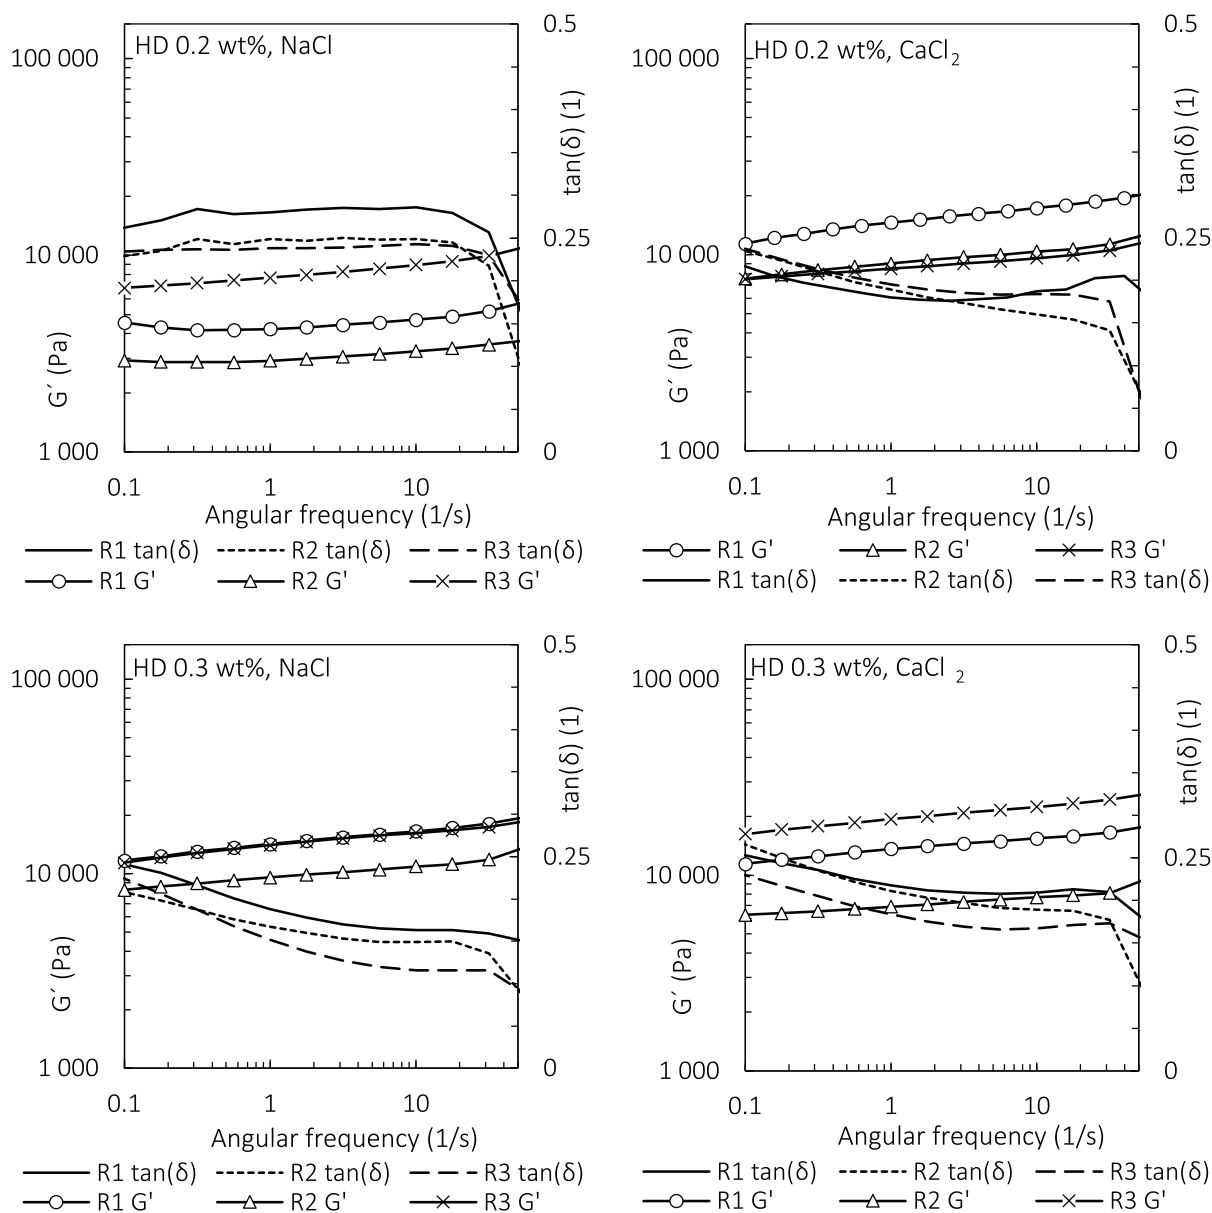 HD 0.2 wt%, NaCl
100 000
10 000
1 000
G´ (Pa)
0.5
0.25
0
tan(δ) (1)
0.1 1 10
Angular frequency (1/s)
R1 tan(δ) R2 tan(δ) R3 tan(δ)
R1 G' R2 G' R3 G'
HD 0.2 wt%, CaCl2
100 000
10 000
1 000
G´ (Pa)
0.5
0.25
0
tan(δ) (1)
0.1 1 10
Angular frequency (1/s)
R1 G' R2 G' R3 G'
R1 tan(δ) R2 tan(δ) R3 tan(δ)
HD 0.3 wt%, NaCl
100 000
10 000
1 000
G´ (Pa)
0.5
0.25
0
tan(δ) (1)
0.1 1 10
Angular frequency (1/s)
R1 tan(δ) R2 tan(δ) R3 tan(δ)
R1 G' R2 G' R3 G'
HD 0.3 wt%, CaCl 2
100 000
10 000
1 000
G´ (Pa)
0.5
0.25
0
tan(δ) (1)
0.1 1 10
Angular frequency (1/s)
R1 tan(δ) R2 tan(δ) R3 tan(δ)
R1 G' R2 G' R3 G'